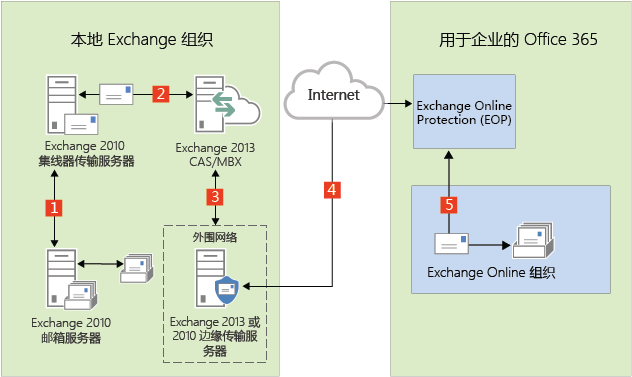 本地 Exchange 组织
用于企业的 Office 365
2
Internet
Exchange Online
Protection (EOP)
Exchange 2010
集线器传输服务器
Exchange 2013
CAS/MBX
1
3
4
5
外围网络
Exchange Online 组织
Exchange 2010
邮箱服务器
Exchange 2013 或
2010 边缘传输服
务器